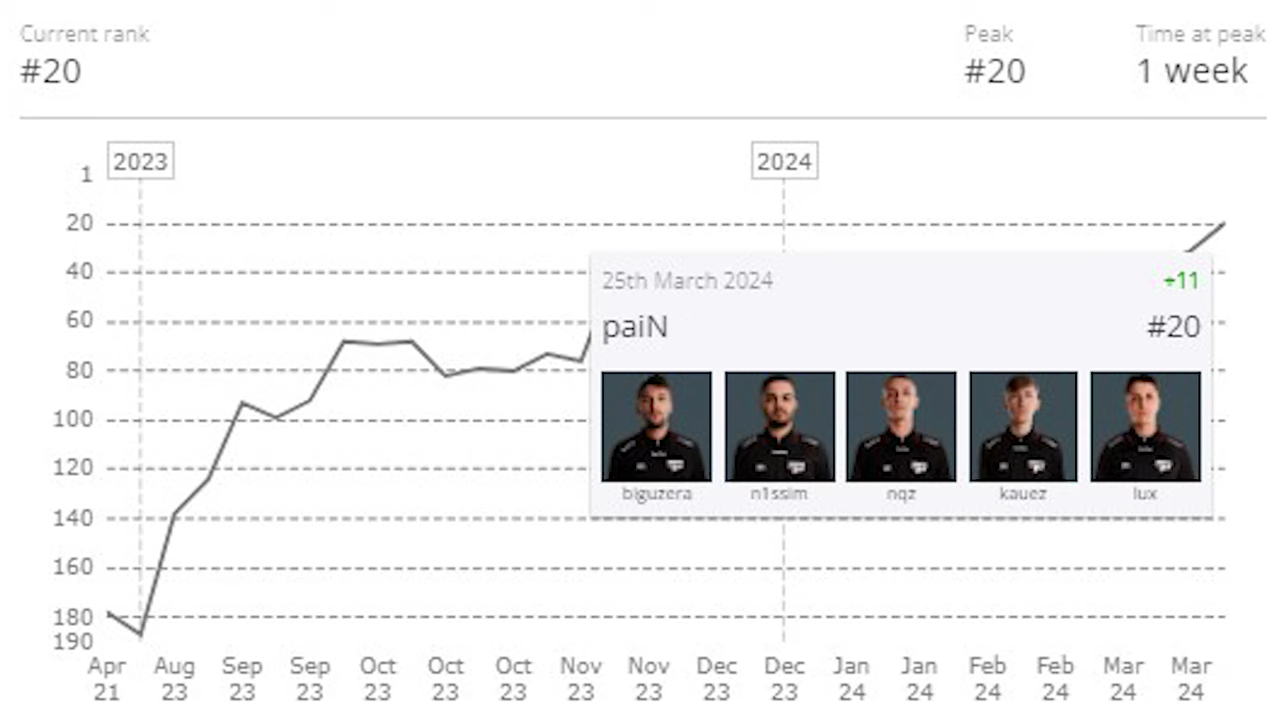 Current rank Peak Time at peak
#20 #20 1 week
2023 2024
1
20
40
25th March 2024 +11
60
paiN #20
80
100
120
biguzera n1ssim nqz kauez lux
140
160
180
190
Apr Aug Sep Sep Oct Oct Oct Nov Nov Dec Dec Jan Jan Feb Feb Mar Mar
21 23 23 23 23 23 23 23 23 23 23 24 24 24 24 24 24